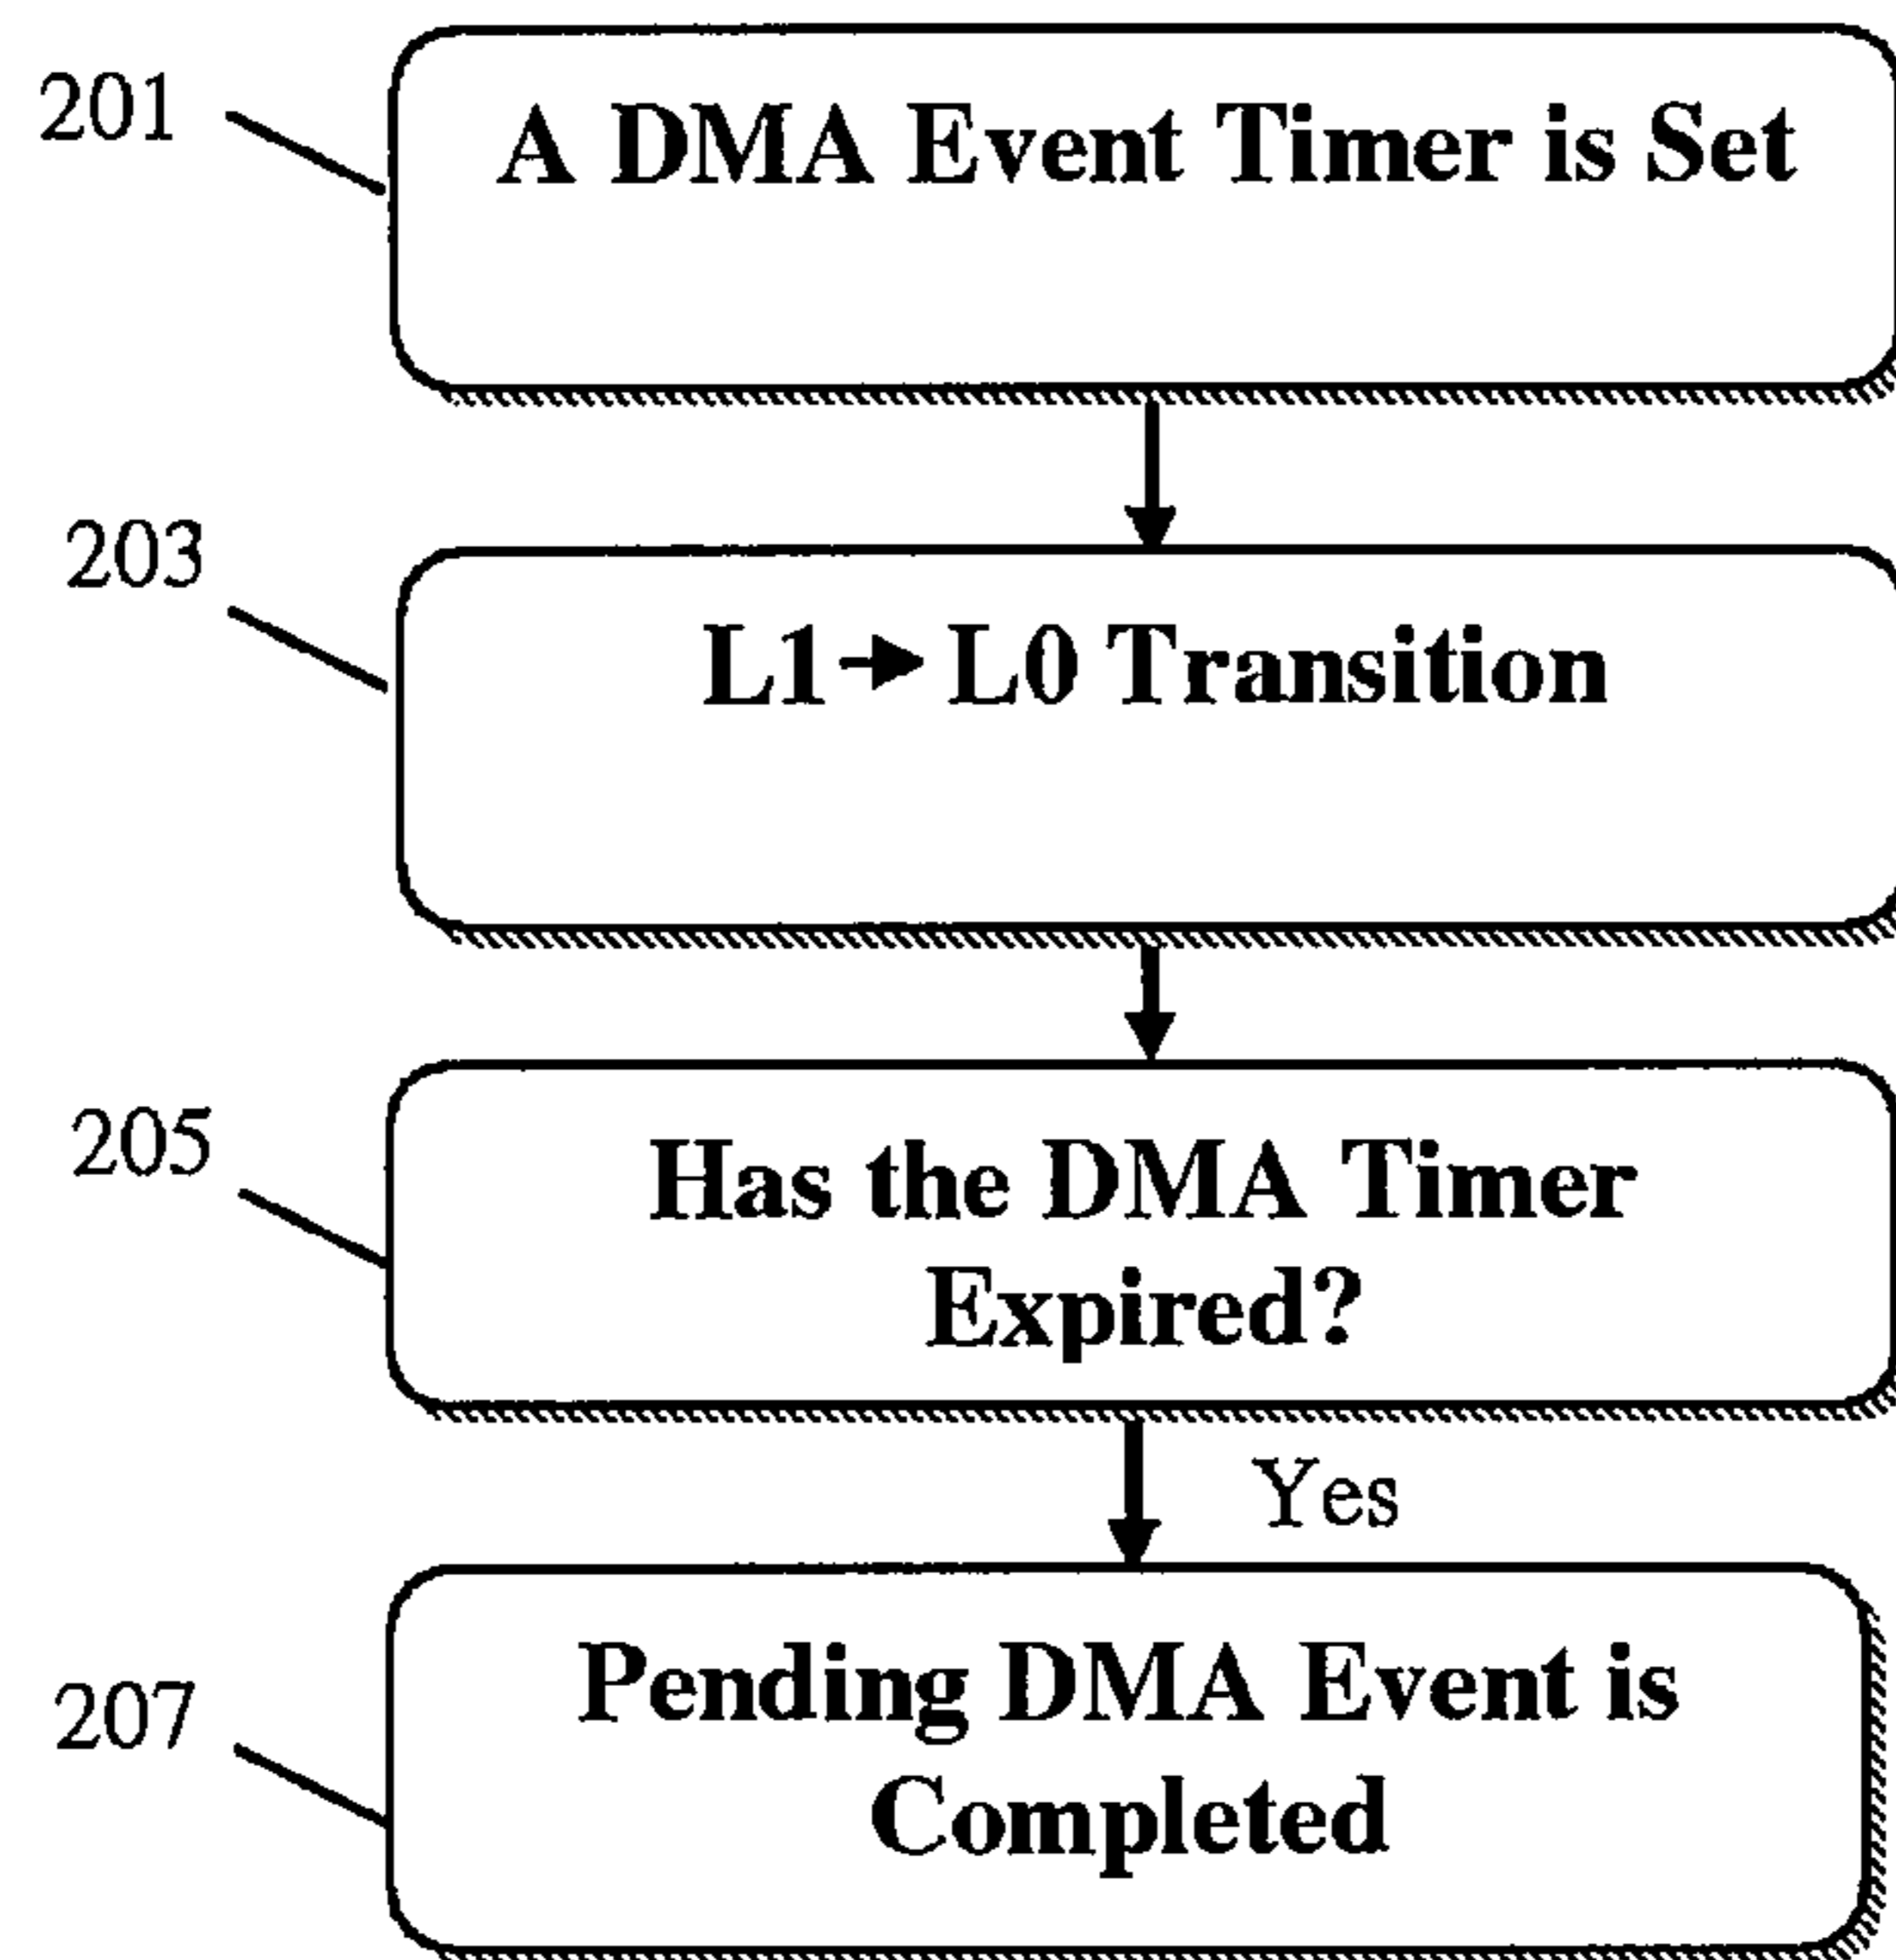 201
A DMA Event Timer is Set
203
L1→L0 Transition
205
Has the DMA Timer
Expired?
Yes
207
Pending DMA Event is
Completed